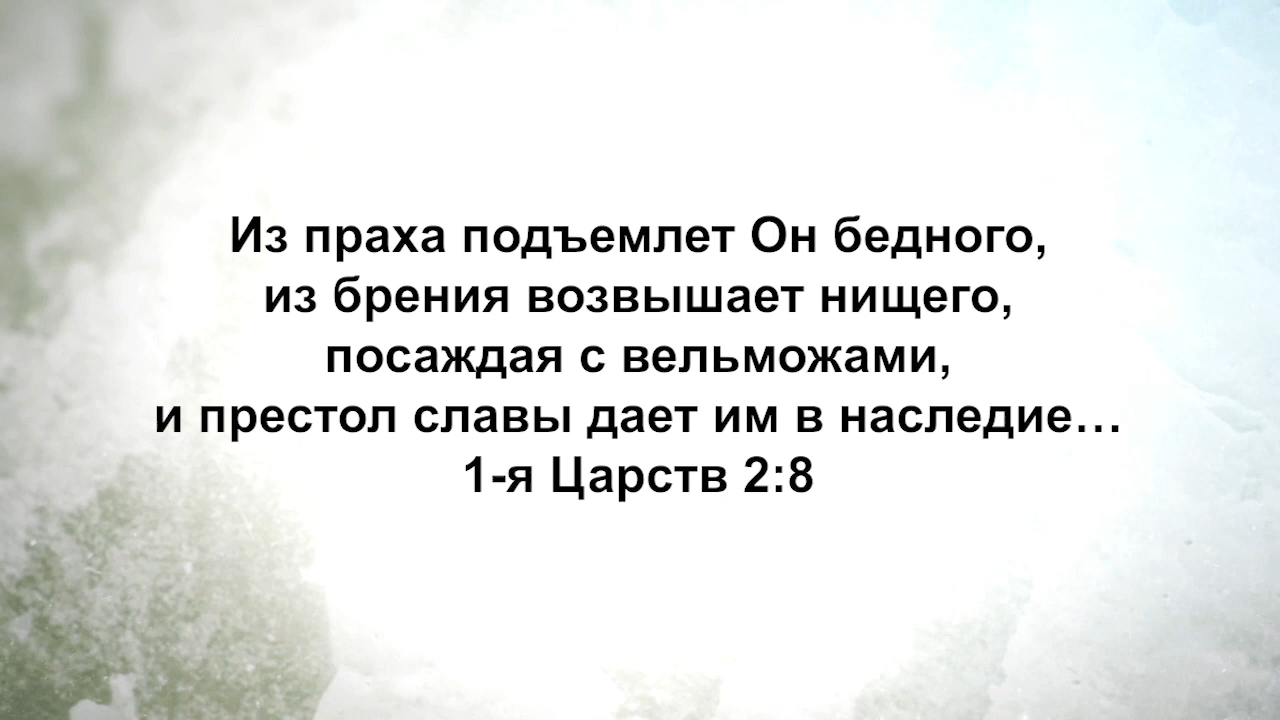 Из праха подъемлет Он бедного,
из брения возвышает нищего,
посаждая с вельможами,
и престол славы дает им в наследие…
1-я Царств 2:8